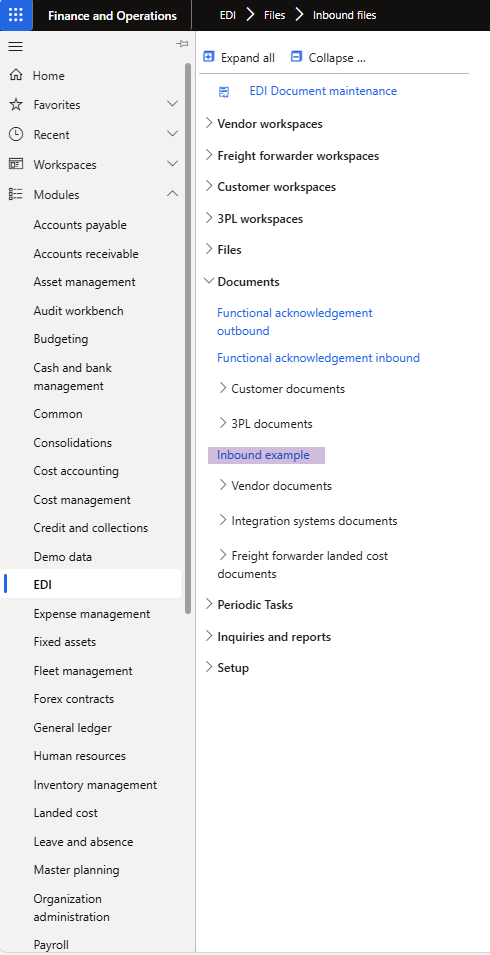 Finance and Operations
EDI > Files > Inbound files
Home
Favorites
Recent
Workspaces
Modules
Accounts payable
Accounts receivable
Asset management
Audit workbench
Budgeting
Cash and bank
management
Common
Consolidations
Cost accounting
Cost management
Credit and collections
Demo data
EDI
Expense management
Fixed assets
Fleet management
Forex contracts
General ledger
Human resources
Inventory management
Landed cost
Leave and absence
Master planning
Organization
administration
Payroll
Expand all
Collapse ...
EDI Document maintenance
Vendor workspaces
Freight forwarder workspaces
Customer workspaces
3PL workspaces
Files
Documents
Functional acknowledgement
outbound
Functional acknowledgement inbound
Customer documents
3PL documents
Inbound example
Vendor documents
Integration systems documents
Freight forwarder landed cost
documents
Periodic Tasks
Inquiries and reports
Setup